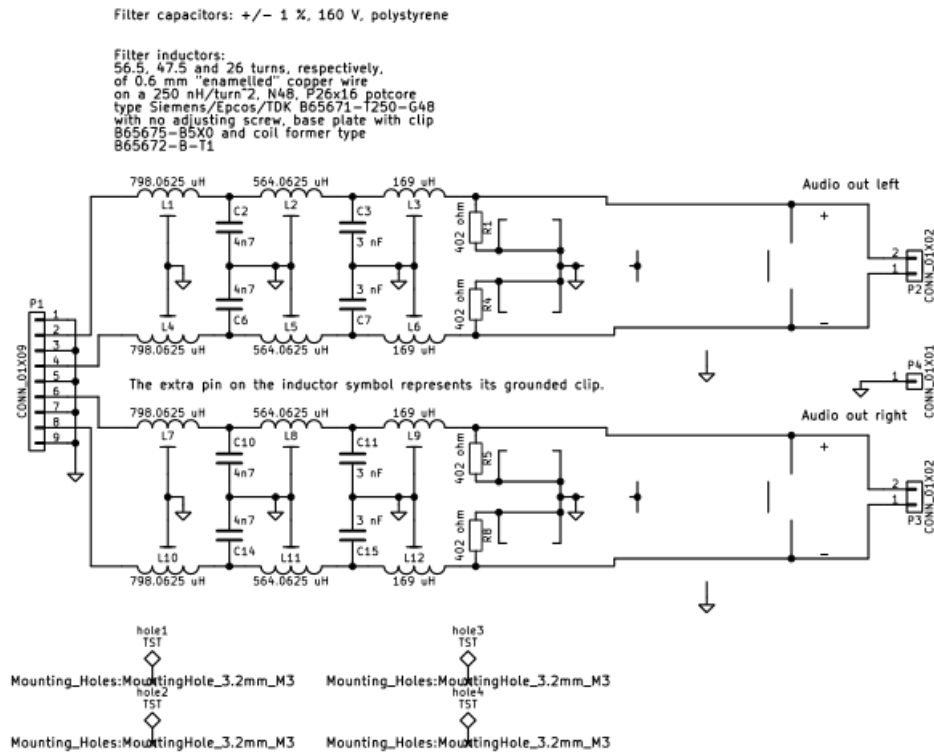 Filter capacitors: +/- 1 %, 160 V, polystyrene
Filter inductors:
56.5, 47.5 and 26 turns, respectively,
of 0.6 mm "enamelled" copper wire
on a 250 nH/turn^2, N48, P26x16 potcore
type Siemens/Epcos/TDK B65671-T250-G48
with no adjusting screw, base plate with clip
B65675-B5X0 and coil former type
B65672-B-T1
798.0625 uH 564.0625 uH 169 uH
Audio out left
L1 C2 L2 C3 L3
402 ohm R1
4n7 3 nF
+
4n7 3 nF
402 ohm R4
2
1
P2
CONN_01X02
C6 C7
L4 L5 L6
798.0625 uH 564.0625 uH 169 uH
-
P1
CONN_01X09
1
2
3
4
5
6
7
8
9
P4
1
CONN_01X01
The extra pin on the inductor symbol represents its grounded clip.
798.0625 uH 564.0625 uH 169 uH
Audio out right
L7 C10 L8 C11 L9
402 ohm R5
4n7 3 nF
+
4n7 3 nF
402 ohm R8
2
1
P3
CONN_01X02
C14 C15
L10 L11 L12
798.0625 uH 564.0625 uH 169 uH
-
hole1 hole3
TST TST
Mounting_Holes:MountingHole_3.2mm_M3 Mounting_Holes:MountingHole_3.2mm_M3
hole2 hole4
TST TST
Mounting_Holes:MountingHole_3.2mm_M3 Mounting_Holes:MountingHole_3.2mm_M3